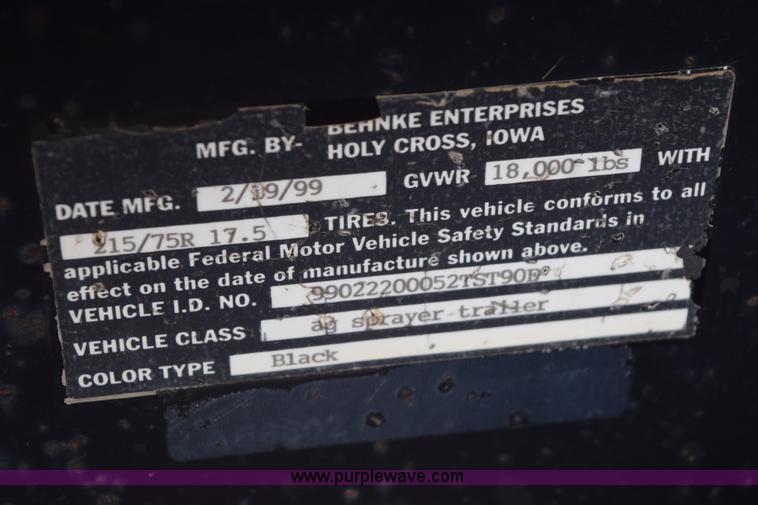 BEHNKE ENTERPRISES
MFG. BY- HOLY CROSS, IOWA
DATE MFG. 2/19/99 GVWR 18,000 lbs WITH
215/75R 17.5 TIRES. This vehicle conforms to all
applicable Federal Motor Vehicle Safety Standards in
effect on the date of manufacture shown above.
VEHICLE I.D. NO. 99022200052TST90D
VEHICLE CLASS ag sprayer trailer
COLOR TYPE Black
www.purplewave.com